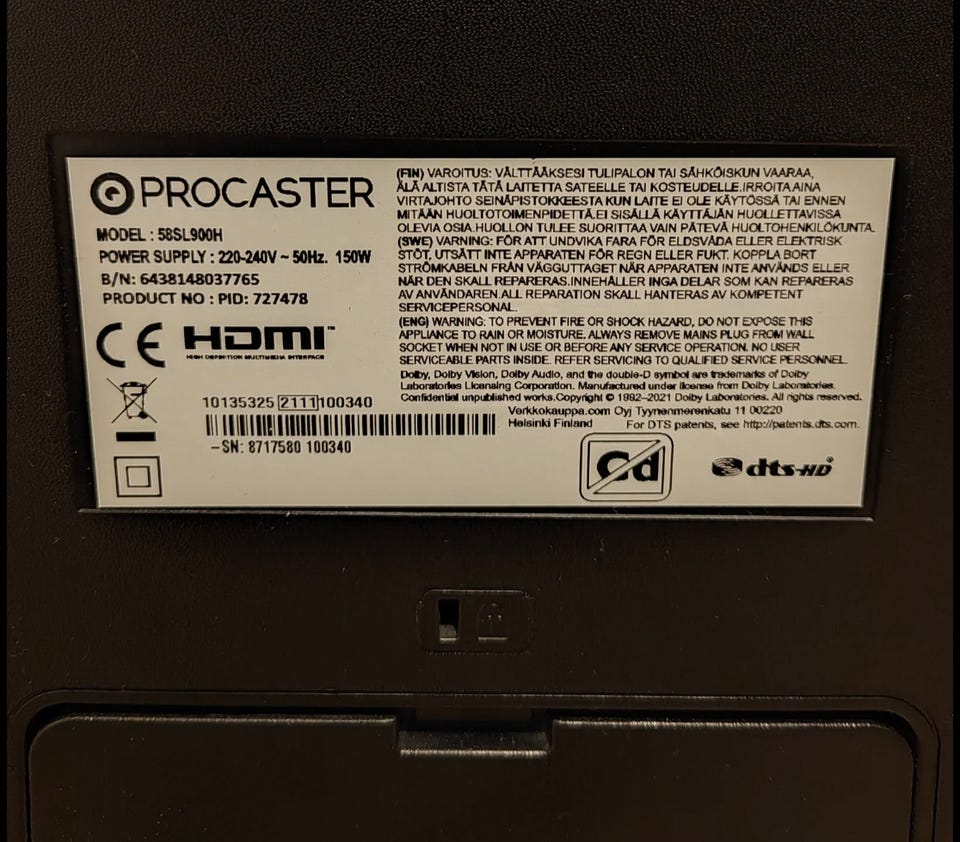 PROCASTER
MODEL : 58SL900H
POWER SUPPLY : 220-240V ~ 50Hz. 150W
B/N: 6438148037765
PRODUCT NO : PID: 727478
CE HDMI™
HIGH DEFINITION MULTIMEDIA INTERFACE
10135325 2111 100340
-SN: 8717580 100340
(FIN) VAROITUS: VÄLTTÄÄKSESI TULIPALON TAI SÄHKÖISKUN VAARAA,
ÄLÄ ALTISTA TÄTÄ LAITETTA SATEELLE TAI KOSTEUDELLE.IRROITA AINA
VIRTAJOHTO SEINÄPISTOKKEESTA KUN LAITE EI OLE KÄYTÖSSÄ TAI ENNEN
MITÄÄN HUOLTOTOIMENPIDETTÄ.EI SISÄLLÄ KÄYTTÄJÄN HUOLLETTAVISSA
OLEVIA OSIA.HUOLLON TULEE SUORITTAA VAIN PÄTEVÄ HUOLTOHENKILÖKUNTA.
(SWE) VARNING: FÖR ATT UNDVIKA FARA FÖR ELDSVÅDA ELLER ELEKTRISK
STÖT, UTSÄTT INTE APPARATEN FÖR REGN ELLER FUKT. KOPPLA BORT
STRÖMKABELN FRÅN VÄGGUTTAGET NÄR APPARATEN INTE ANVÄNDS ELLER
NÄR DEN SKALL REPARERAS.INNEHÅLLER INGA DELAR SOM KAN REPARERAS
AV ANVÄNDAREN.ALL REPARATION SKALL HANTERAS AV KOMPETENT
SERVICEPERSONAL.
(ENG) WARNING: TO PREVENT FIRE OR SHOCK HAZARD, DO NOT EXPOSE THIS
APPLIANCE TO RAIN OR MOISTURE. ALWAYS REMOVE MAINS PLUG FROM WALL
SOCKET WHEN NOT IN USE OR BEFORE ANY SERVICE OPERATION. NO USER
SERVICEABLE PARTS INSIDE. REFER SERVICING TO QUALIFIED SERVICE PERSONNEL.
Dolby, Dolby Vision, Dolby Audio, and the double-D symbol are trademarks of Dolby
Laboratories Licensing Corporation. Manufactured under license from Dolby Laboratories.
Confidential unpublished works.Copyright © 1992-2021 Dolby Laboratories. All rights reserved.
Verkkokauppa.com Oyj Tyynenmerenkatu 11 00220
Helsinki Finland For DTS patents, see http://patents.dts.com.
Cd dts-HD®